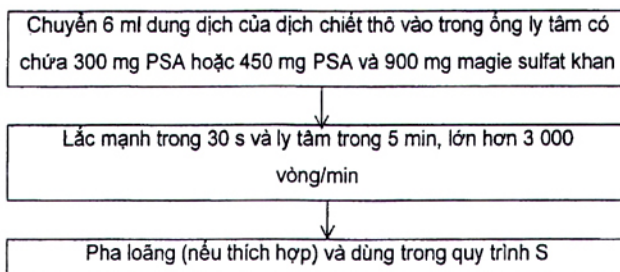 Chuyển 6 ml dung dịch của dịch chiết thô vào trong ống ly tâm có
chứa 300 mg PSA hoặc 450 mg PSA và 900 mg magie sulfat khan
Lắc mạnh trong 30 s và ly tâm trong 5 min, lớn hơn 3 000
vòng/min
Pha loãng (nếu thích hợp) và dùng trong quy trình S